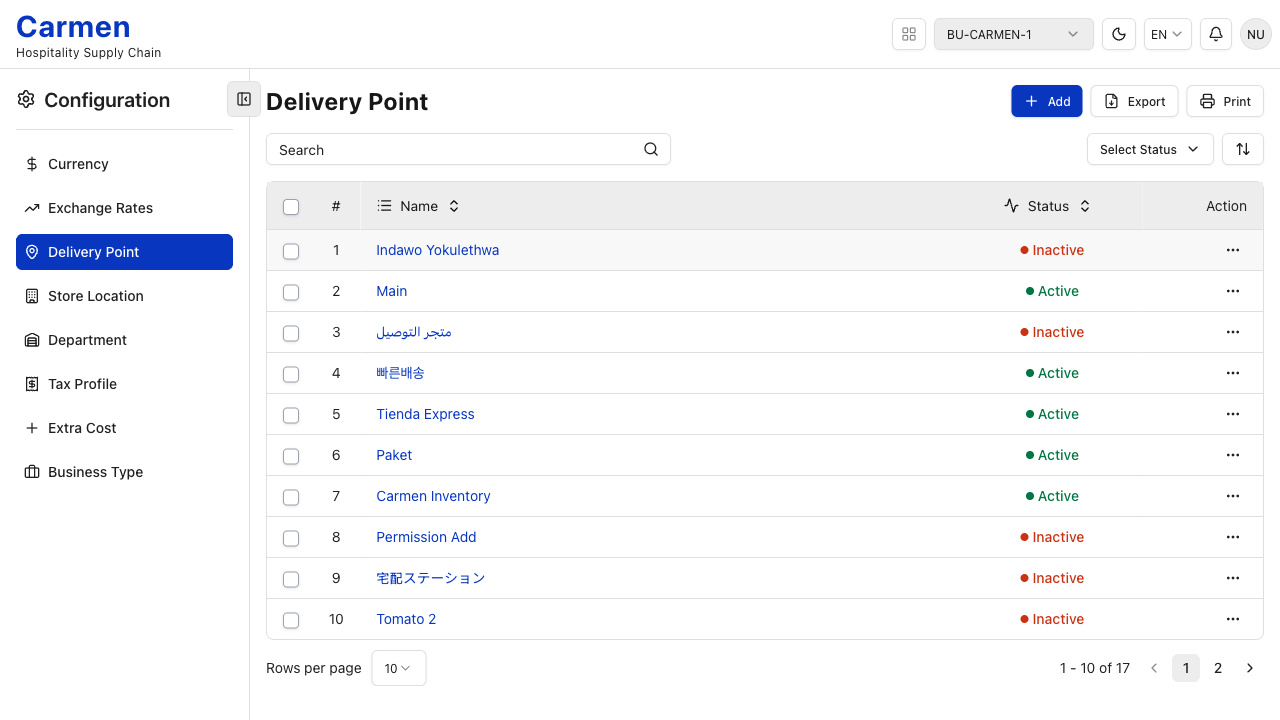 Carmen
Hospitality Supply Chain
BU-CARMEN-1
EN
NU
Configuration
Currency
Exchange Rates
Delivery Point
Store Location
Department
Tax Profile
Extra Cost
Business Type
Delivery Point
Add
Export
Print
Search
Select Status
# Name Status Action
1 Indawo Yokulethwa Inactive
2 Main Active
3 متجر التوصيل Inactive
4 빠른배송 Active
5 Tienda Express Active
6 Paket Active
7 Carmen Inventory Active
8 Permission Add Inactive
9 宅配ステーション Inactive
10 Tomato 2 Inactive
Rows per page 10
1 - 10 of 17 1 2